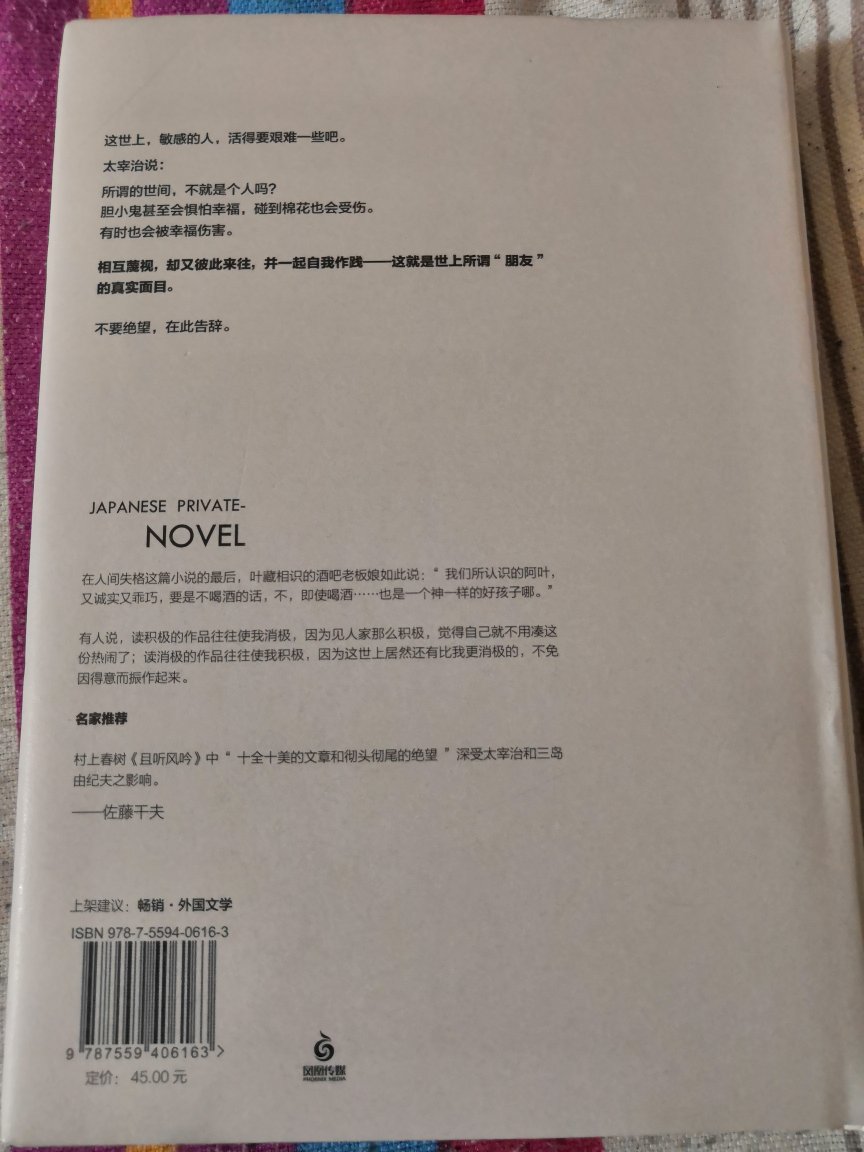 这世上，敏感的人，活得要艰难一些吧。
太宰治说：
所谓的世间，不就是个人吗？
胆小鬼甚至会惧怕幸福，碰到棉花也会受伤。
有时也会被幸福伤害。
相互蔑视，却又彼此来往，并一起自我作践——这就是世上所谓“朋友”
的真实面目。
不要绝望，在此告辞。
JAPANESE PRIVATE-
NOVEL
在人间失格这篇小说的最后，叶藏相识的酒吧老板娘如此说：“我们所认识的阿叶，
又诚实又乖巧，要是不喝酒的话，不，即使喝酒……也是一个神一样的好孩子哪。”
有人说，读积极的作品往往使我消极，因为见人家那么积极，觉得自己就不用凑这
份热闹了；读消极的作品往往使我积极，因为这世上居然还有比我更消极的，不免
因得意而振作起来。
名家推荐
村上春树《且听风吟》中“十全十美的文章和彻头彻尾的绝望”深受太宰治和三岛
由纪夫之影响。
——佐藤干夫
上架建议：畅销·外国文学
ISBN 978-7-5594-0616-3
9 787559 406163 >
定价：45.00元
凤凰传媒
PHOENIX MEDIA